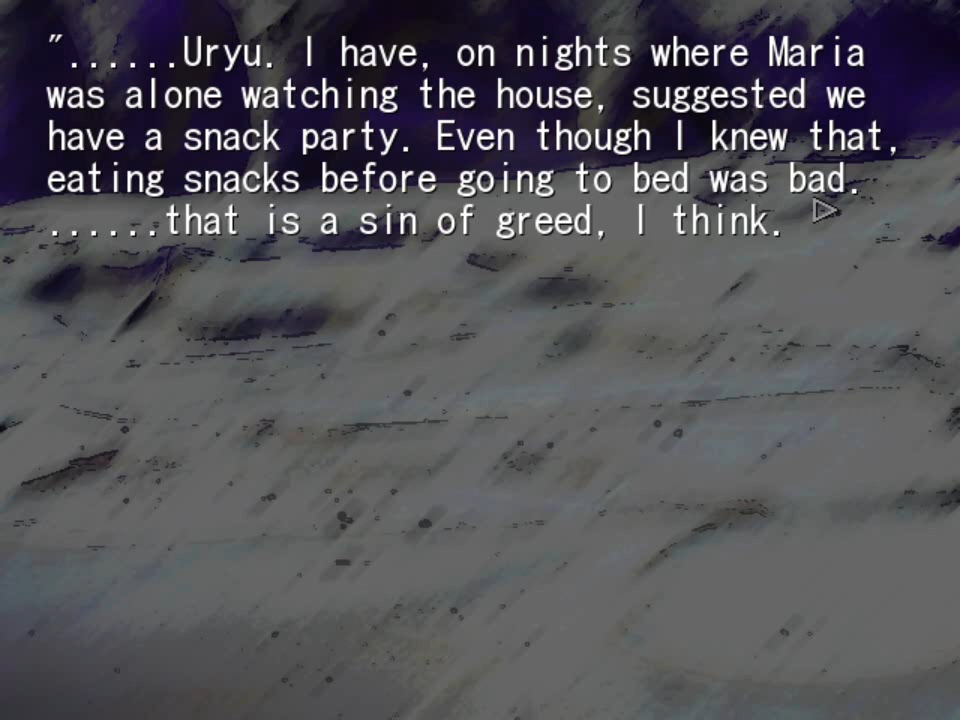 "......Uryu. I have, on nights where Maria
was alone watching the house, suggested we
have a snack party. Even though I knew that,
eating snacks before going to bed was bad.
......that is a sin of greed, I think.